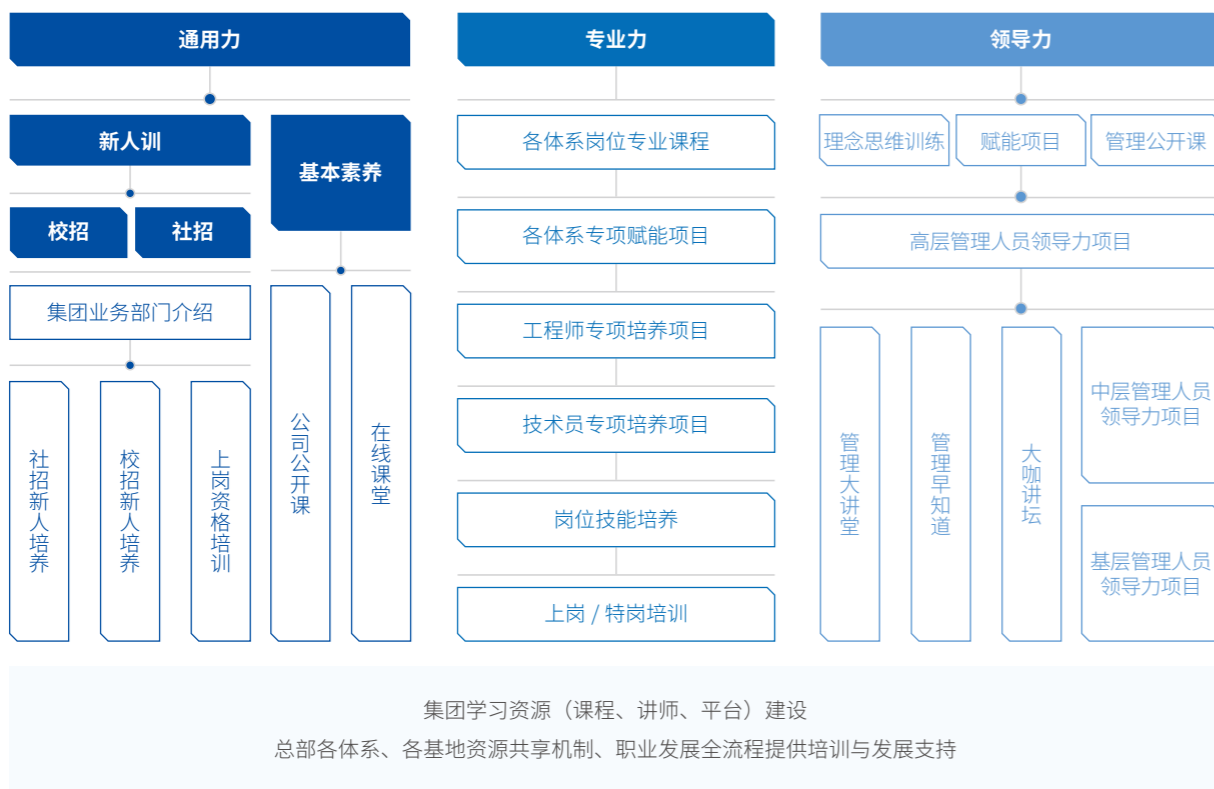 通用力
新人训
校招
社招
集团业务部门介绍
社招新人培养
校招新人培养
上岗资格培训
基本素养
公司公开课
在线课堂
专业力
各体系岗位专业课程
各体系专项赋能项目
工程师专项培养项目
技术员专项培养项目
岗位技能培养
上岗 / 特岗培训
领导力
理念思维训练
赋能项目
管理公开课
高层管理人员领导力项目
管理大讲堂
管理早知道
大咖讲坛
中层管理人员
领导力项目
基层管理人员
领导力项目
集团学习资源（课程、讲师、平台）建设
总部各体系、各基地资源共享机制、职业发展全流程提供培训与发展支持